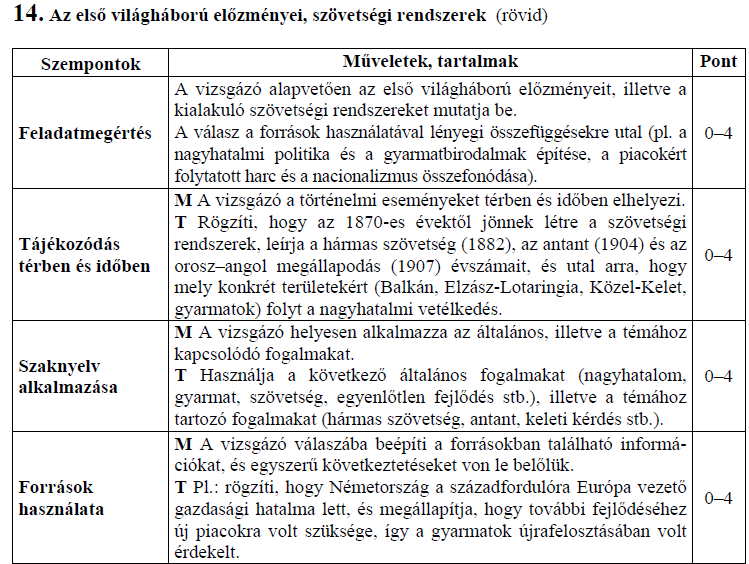 14. Az első világháború előzményei, szövetségi rendszerek (rövid)
Szempontok
Műveletek, tartalmak
Pont
Feladatmegértés
A vizsgázó alapvetően az első világháború előzményeit, illetve a
kialakuló szövetségi rendszereket mutatja be.
A válasz a források használatával lényegi összefüggésekre utal (pl. a
nagyhatalmi politika és a gyarmatbirodalmak építése, a piacokért
folytatott harc és a nacionalizmus összefonódása).
0–4
Tájékozódás
térben és időben
M A vizsgázó a történelmi eseményeket térben és időben elhelyezi.
T Rögzíti, hogy az 1870-es évektől jönnek létre a szövetségi
rendszerek, leírja a hármas szövetség (1882), az antant (1904) és az
orosz–angol megállapodás (1907) évszámait, és utal arra, hogy
mely konkrét területekért (Balkán, Elzász-Lotaringia, Közel-Kelet,
gyarmatok) folyt a nagyhatalmi vetélkedés.
0–4
Szaknyelv
alkalmazása
M A vizsgázó helyesen alkalmazza az általános, illetve a témához
kapcsolódó fogalmakat.
T Használja a következő általános fogalmakat (nagyhatalom,
gyarmat, szövetség, egyenlőtlen fejlődés stb.), illetve a témához
tartozó fogalmakat (hármas szövetség, antant, keleti kérdés stb.).
0–4
Források
használata
M A vizsgázó válaszába beépíti a forrásokban található informá-
ciókat, és egyszerű következtetéseket von le belőlük.
T Pl.: rögzíti, hogy Németország a századfordulóra Európa vezető
gazdasági hatalma lett, és megállapítja, hogy további fejlődéséhez
új piacokra volt szüksége, így a gyarmatok újrafelosztásában volt
érdekelt.
0–4